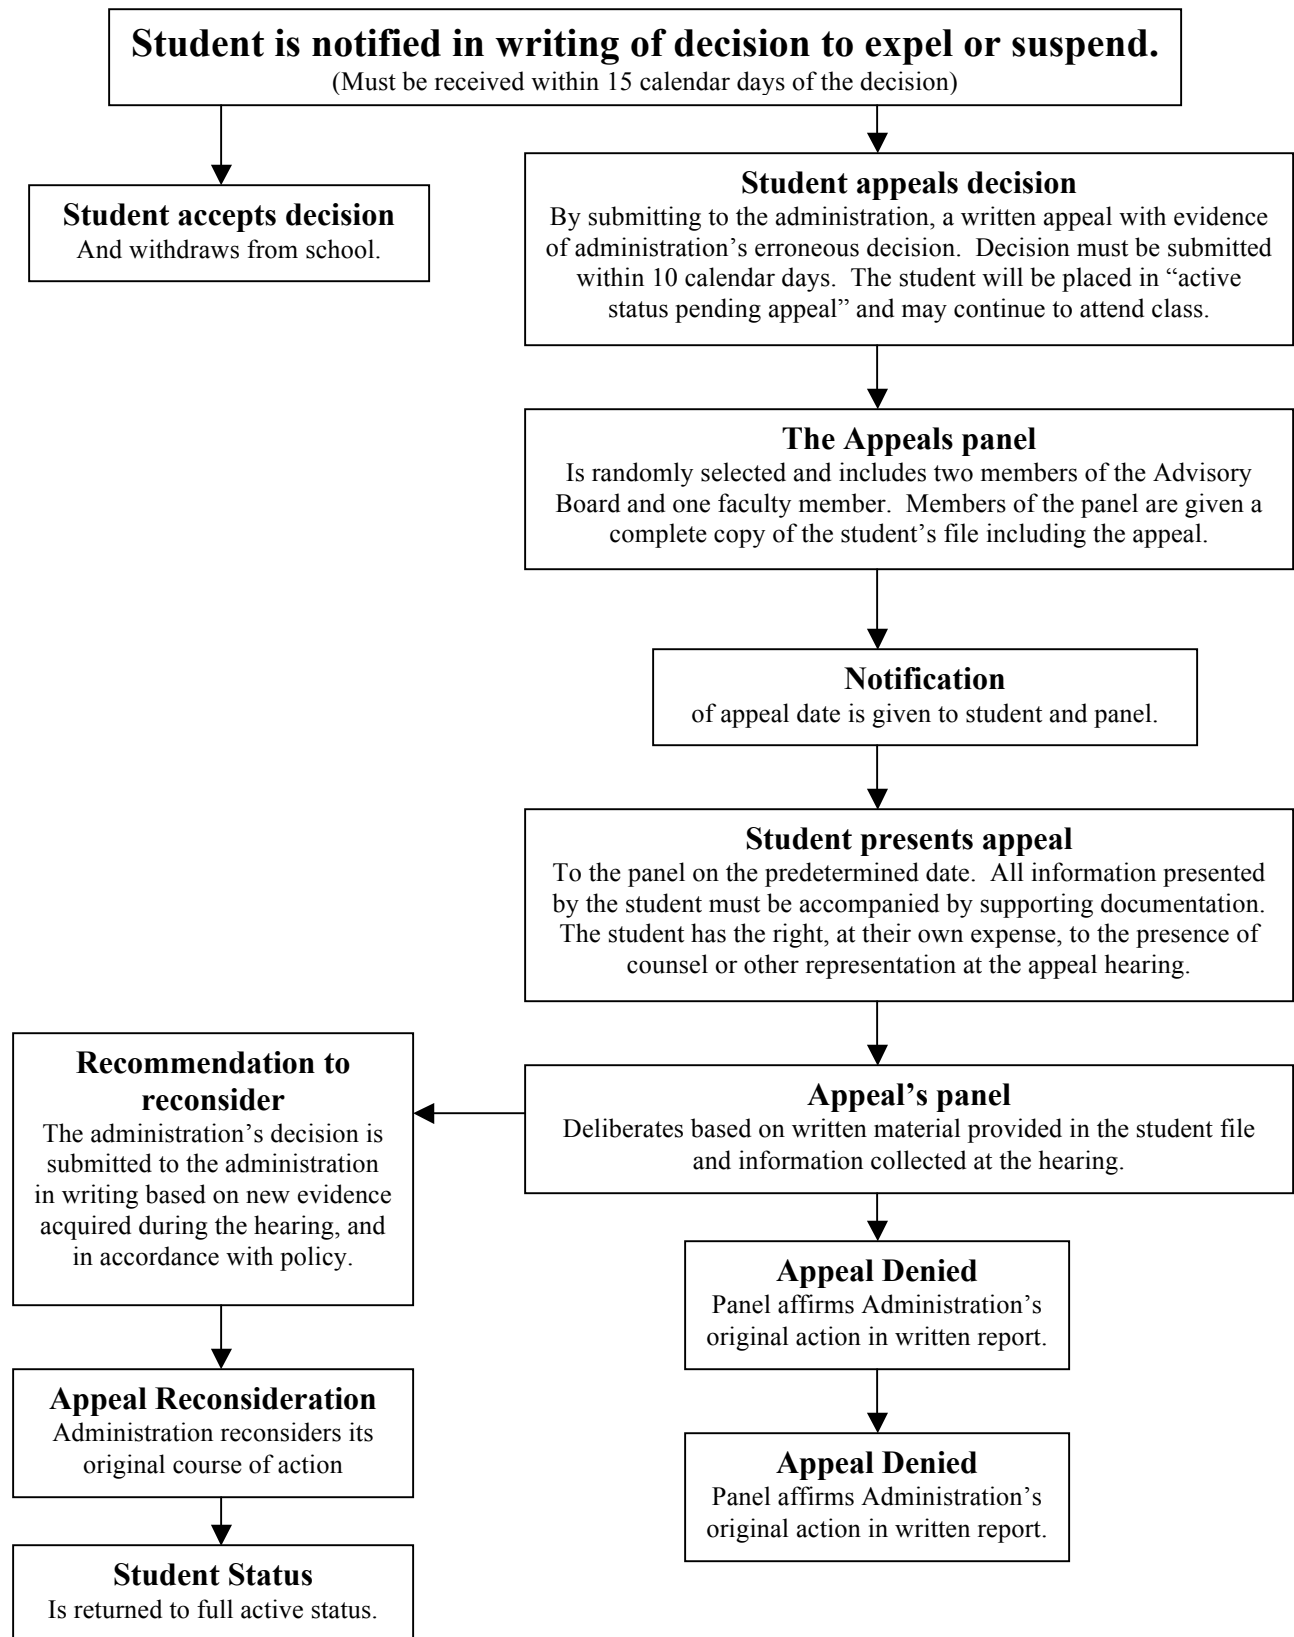 Student is notified in writing of decision to expel or suspend.
(Must be received within 15 calendar days of the decision)
Student accepts decision
And withdraws from school.
Student appeals decision
By submitting to the administration, a written appeal with evidence
of administration’s erroneous decision.  Decision must be submitted
within 10 calendar days.  The student will be placed in “active
status pending appeal” and may continue to attend class.
The Appeals panel
Is randomly selected and includes two members of the Advisory
Board and one faculty member.  Members of the panel are given a
complete copy of the student’s file including the appeal.
Notification
of appeal date is given to student and panel.
Student presents appeal
To the panel on the predetermined date.  All information presented
by the student must be accompanied by supporting documentation.
The student has the right, at their own expense, to the presence of
counsel or other representation at the appeal hearing.
Appeal’s panel
Deliberates based on written material provided in the student file
and information collected at the hearing.
Recommendation to
reconsider
The administration’s decision is
submitted to the administration
in writing based on new evidence
acquired during the hearing, and
in accordance with policy.
Appeal Reconsideration
Administration reconsiders its
original course of action
Student Status
Is returned to full active status.
Appeal Denied
Panel affirms Administration’s
original action in written report.
Appeal Denied
Panel affirms Administration’s
original action in written report.